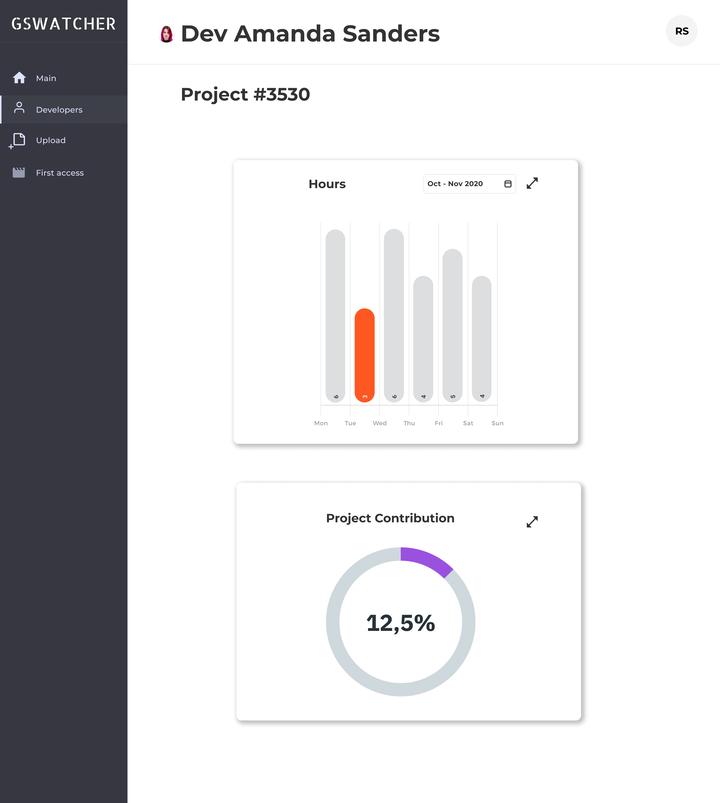 GSWATCHER
Dev Amanda Sanders
RS
Main
Developers
Upload
First access
Project #3530
Hours
Oct - Nov 2020
6 3 6 4 5 4
Mon Tue Wed Thu Fri Sat Sun
Project Contribution
12,5%